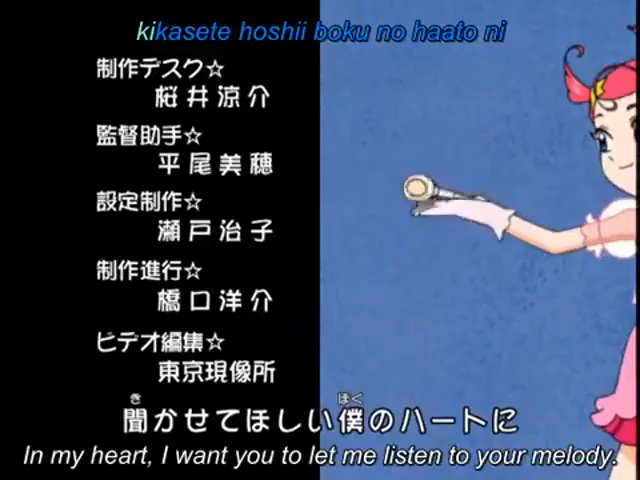 kikasete hoshii boku no haato ni
制作デスク☆
桜井涼介
監督助手☆
平尾美穂
設定制作☆
瀬戸治子
制作進行☆
橋口洋介
ビデオ編集☆
東京現像所
き ぼく
聞かせてほしい僕のハートに
In my heart, I want you to let me listen to your melody.